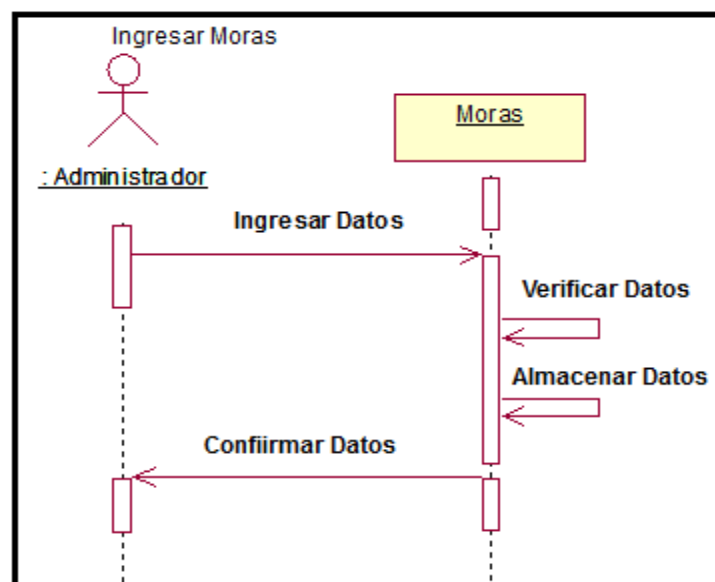 Ingresar Moras
Moras
: Administrador
Ingresar Datos
Verificar Datos
Almacenar Datos
Confiirmar Datos